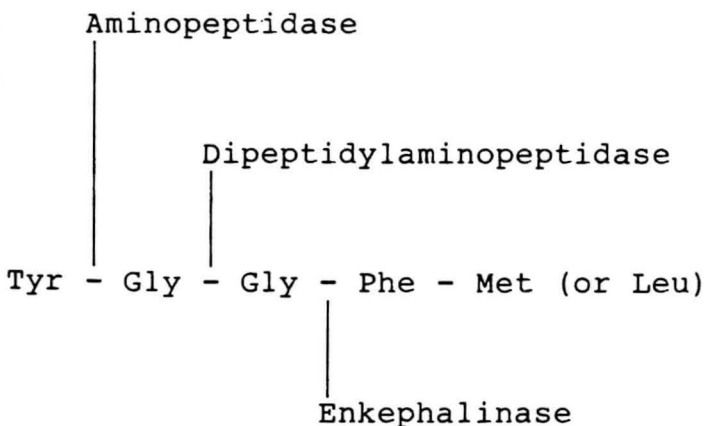 Aminopeptidase
Dipeptidylaminopeptidase
Tyr - Gly - Gly - Phe - Met (or Leu)
Enkephalinase